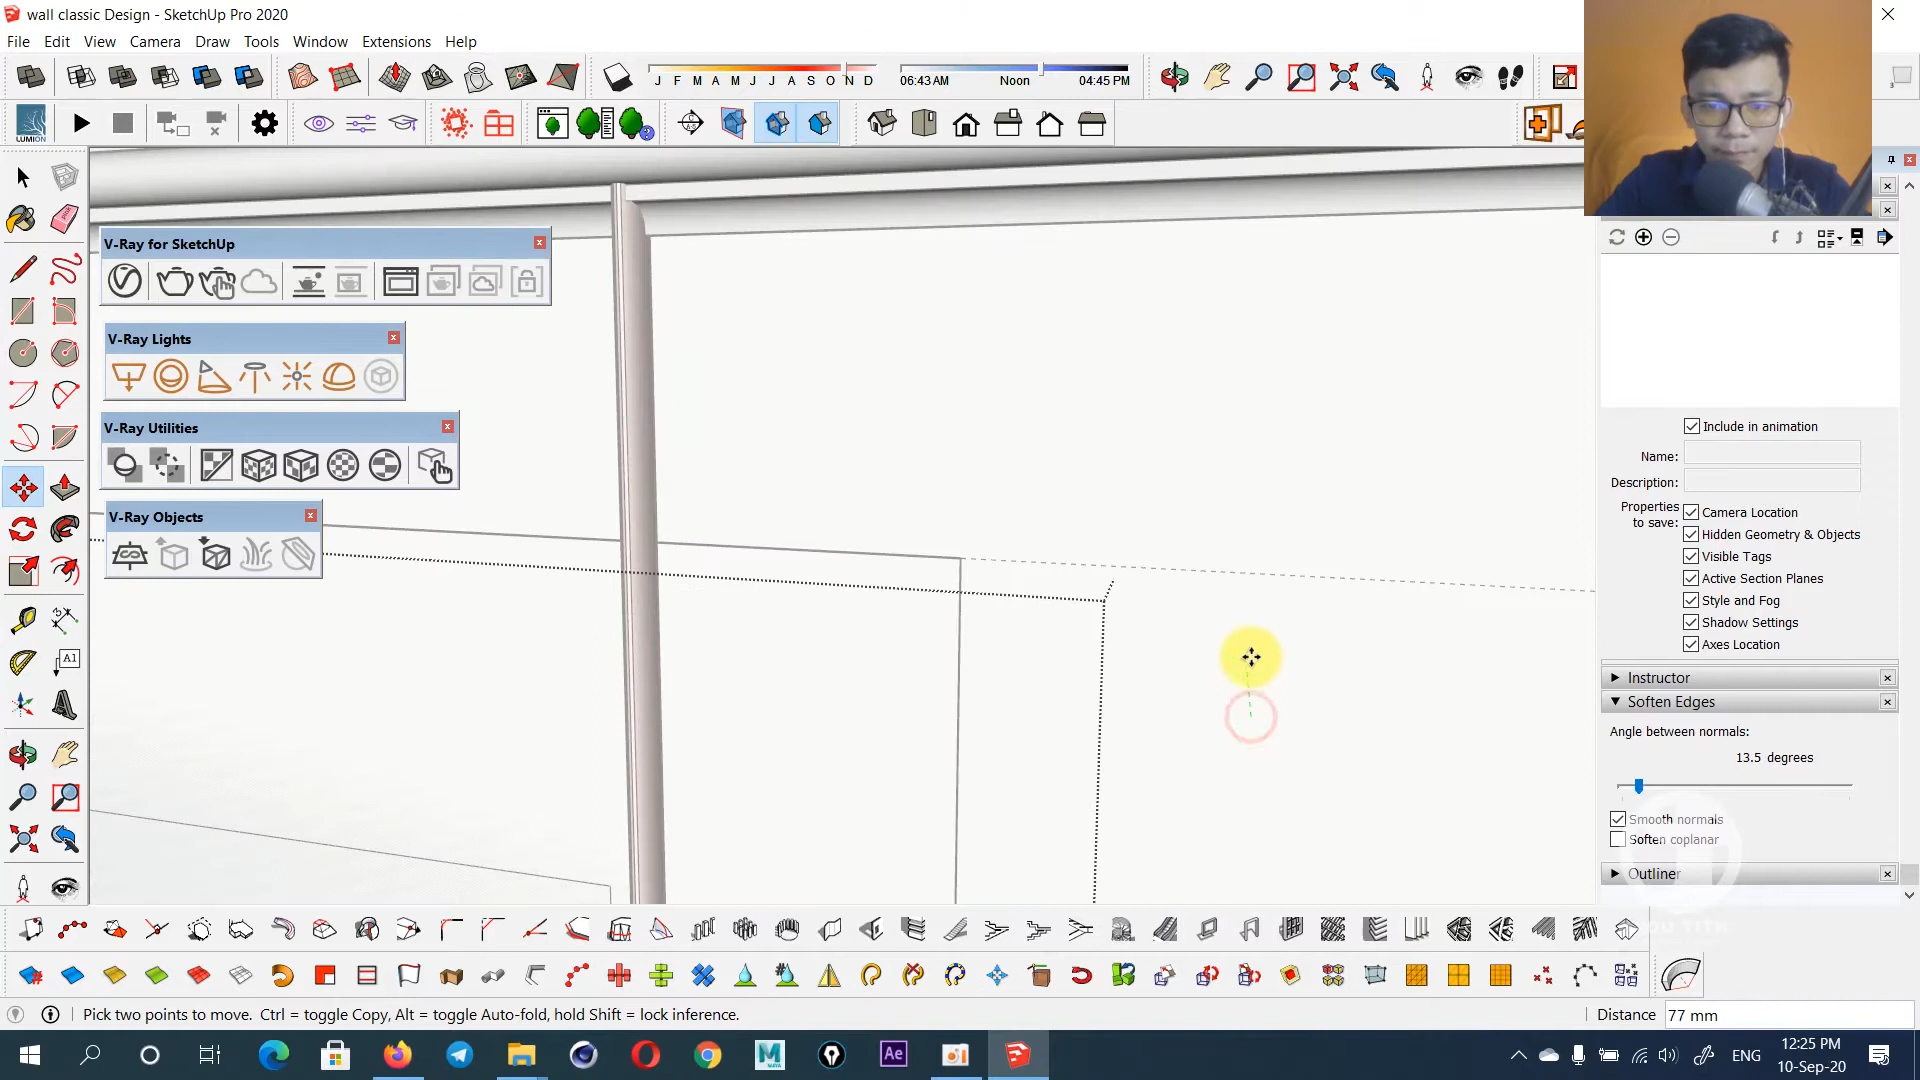 wall classic Design - SketchUp Pro 2020
File Edit View Camera Draw Tools Window Extensions Help
J F M A M J J A S O N D
06:43 AM Noon 04:45 PM
LUMION
V-Ray for SketchUp
V-Ray Lights
V-Ray Utilities
V-Ray Objects
A1
Include in animation
Name:
Description:
Properties to save:
Camera Location
Hidden Geometry & Objects
Visible Tags
Active Section Planes
Style and Fog
Shadow Settings
Axes Location
Instructor
Soften Edges
Angle between normals:
13.5 degrees
Smooth normals
Soften coplanar
Outliner
Pick two points to move. Ctrl = toggle Copy, Alt = toggle Auto-fold, hold Shift = lock inference.
Distance 77 mm
Ae
ENG
12:25 PM
10-Sep-20